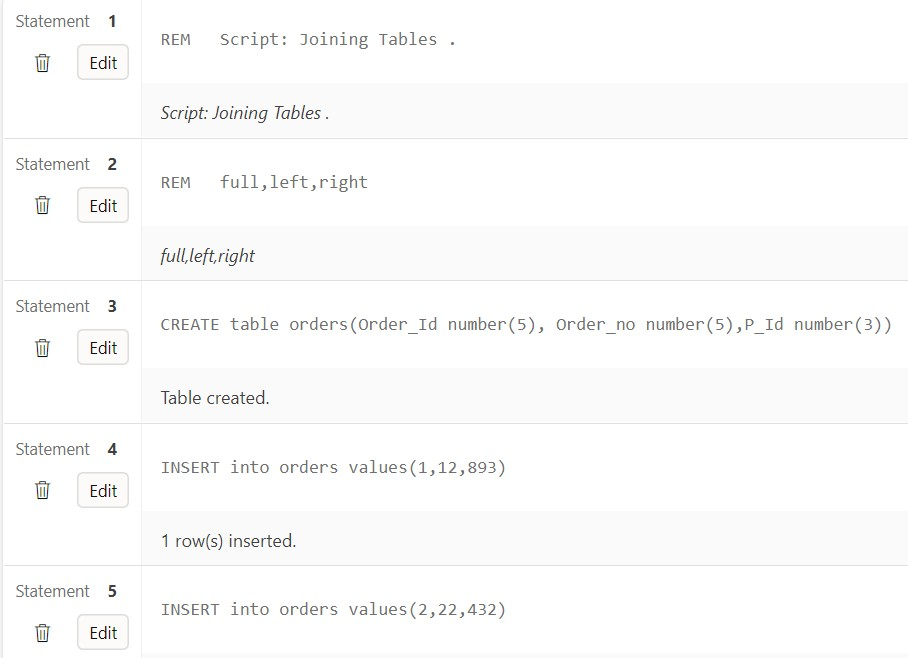 Statement 1
REM Script: Joining Tables .
Edit
Script: Joining Tables .
Statement 2
REM full,left,right
Edit
full,left,right
Statement 3
CREATE table orders(Order_Id number(5), Order_no number(5),P_Id number(3))
Edit
Table created.
Statement 4
INSERT into orders values(1,12,893)
Edit
1 row(s) inserted.
Statement 5
INSERT into orders values(2,22,432)
Edit